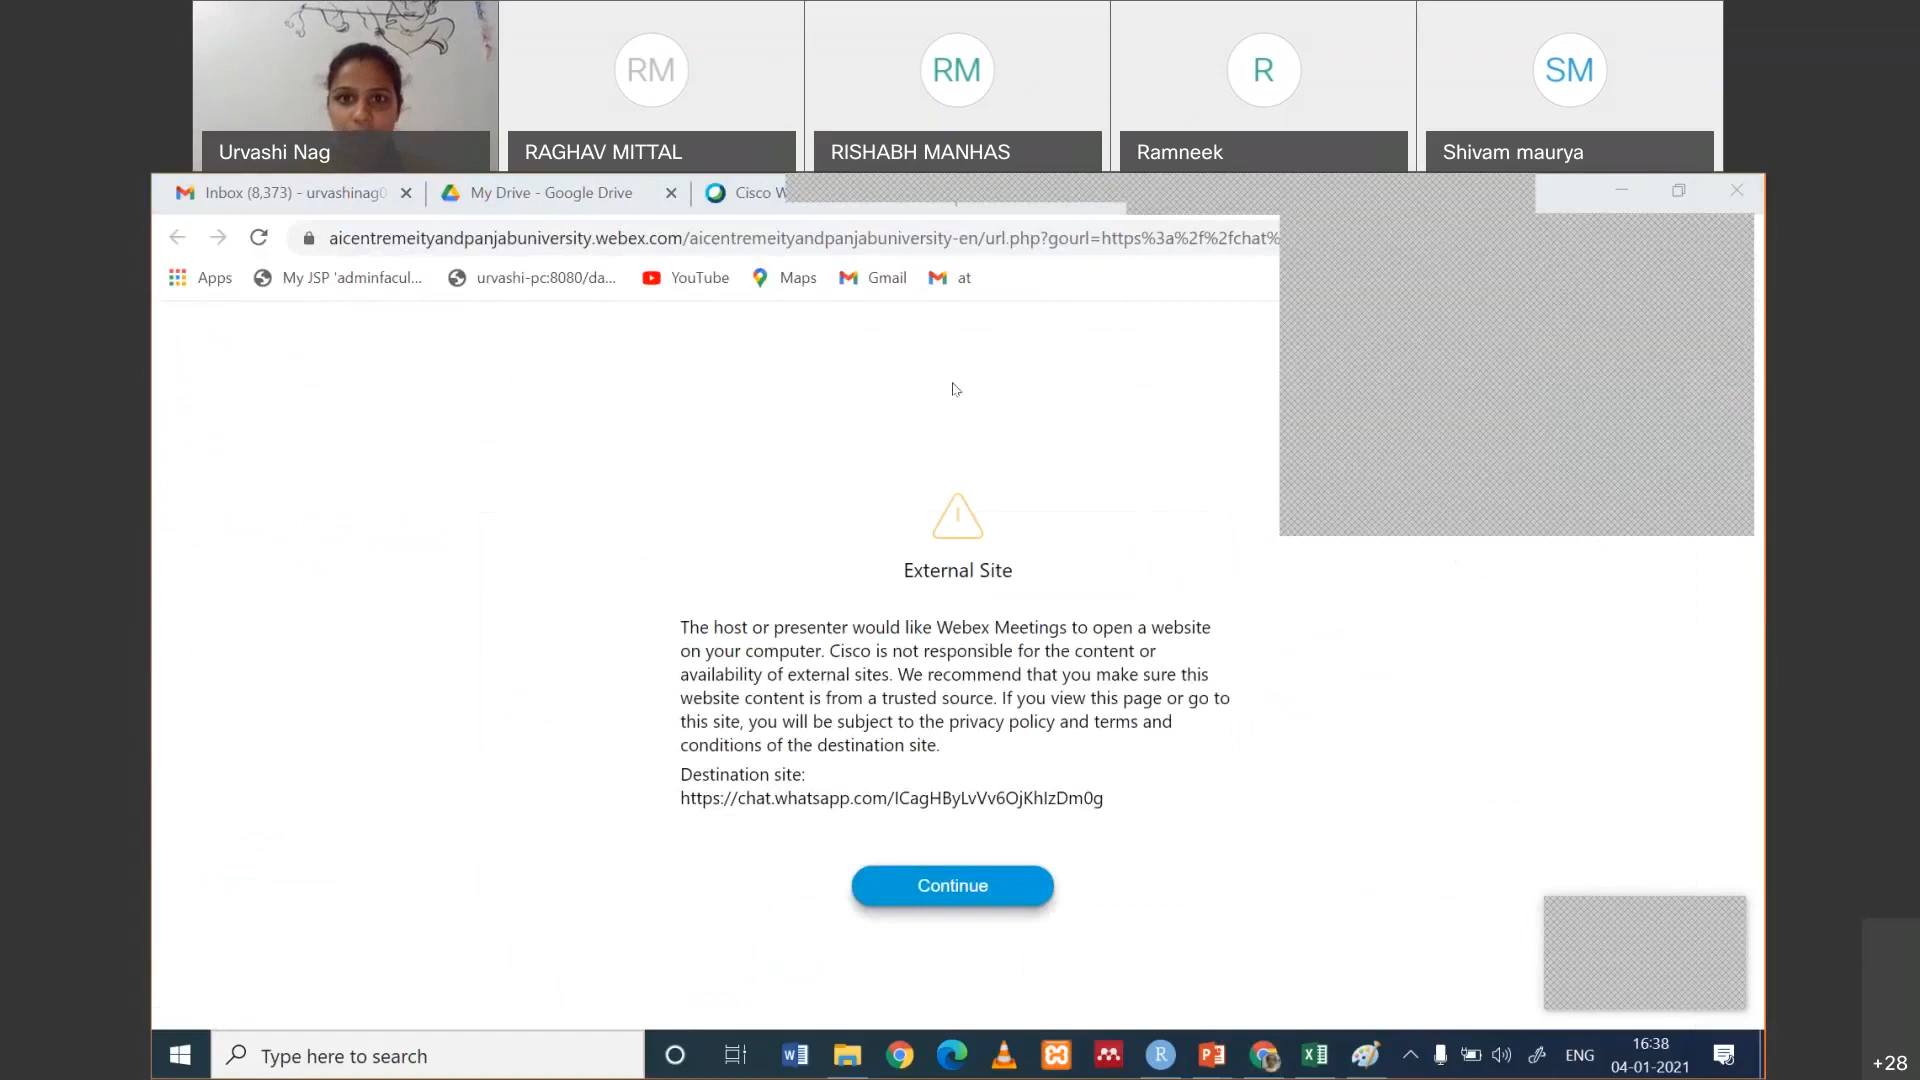 RM
RM
R
SM
Urvashi Nag
RAGHAV MITTAL
RISHABH MANHAS
Ramneek
Shivam maurya
Inbox (8,373) - urvashinag0
My Drive - Google Drive
Cisco W
aicentremeityandpanjabuniversity.webex.com/aicentremeityandpanjabuniversity-en/url.php?gourl=https%3a%2f%2fchat%
Apps
My JSP 'adminfacul...
urvashi-pc:8080/da...
YouTube
Maps
Gmail
at
External Site
The host or presenter would like Webex Meetings to open a website
on your computer. Cisco is not responsible for the content or
availability of external sites. We recommend that you make sure this
website content is from a trusted source. If you view this page or go to
this site, you will be subject to the privacy policy and terms and
conditions of the destination site.
Destination site:
https://chat.whatsapp.com/ICagHByLvVv6OjKhIzDm0g
Continue
Type here to search
ENG
16:38
04-01-2021
+28